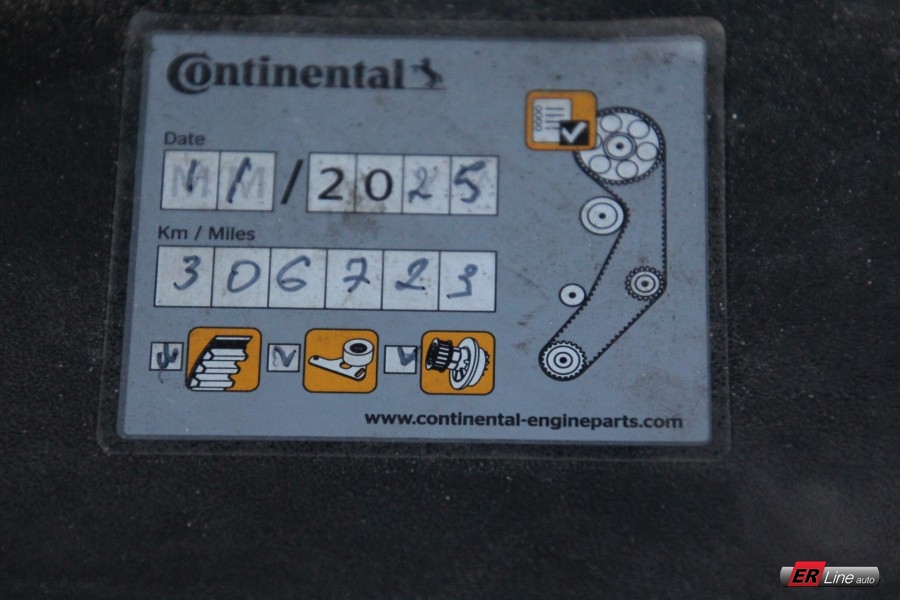 Continental
Date
11/2025
Km / Miles
306723
www.continental-engineparts.com
ER Line auto